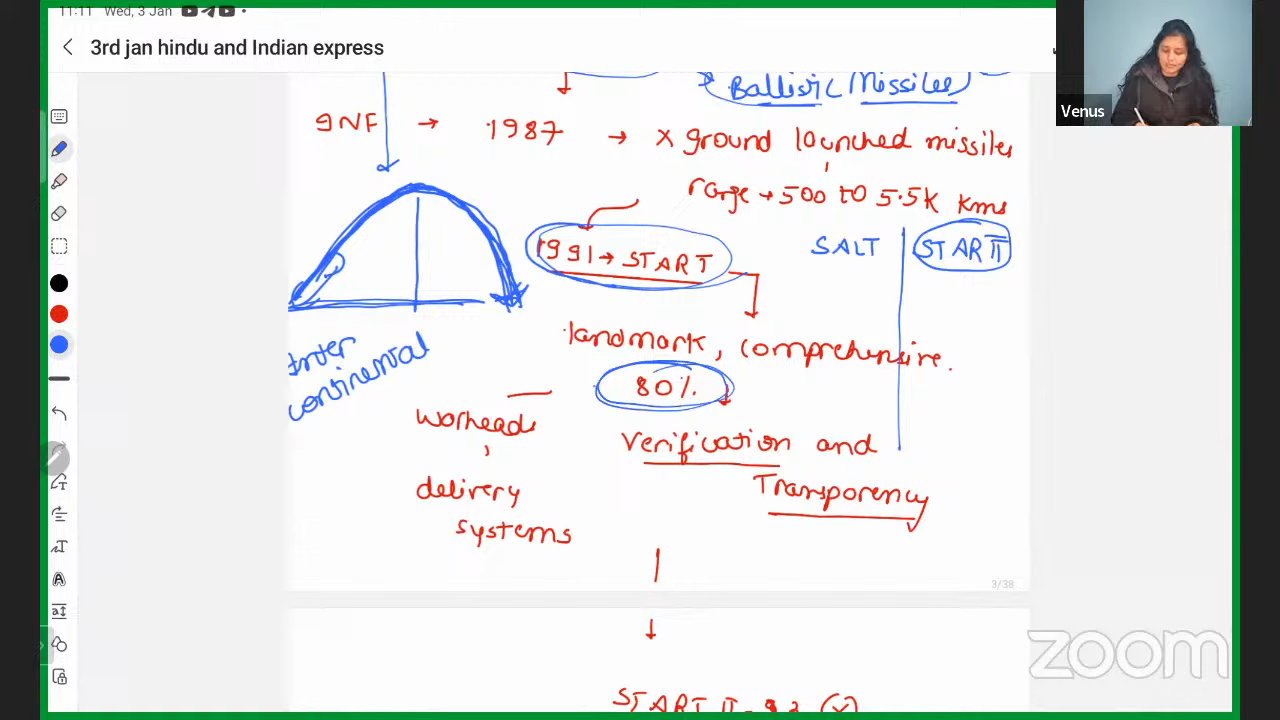 11:11 Wed, 3 Jan
3rd jan hindu and Indian express
Venus
Ballistic Missiles
INF → 1987 → x ground launched missiles
range → 500 to 5.5K Kms
1991 → START
SALT
START II
landmark, comprehensive.
Inter
continental
80%
warheads
Verification and
Transparency
delivery
systems
3/38
zoom
START II